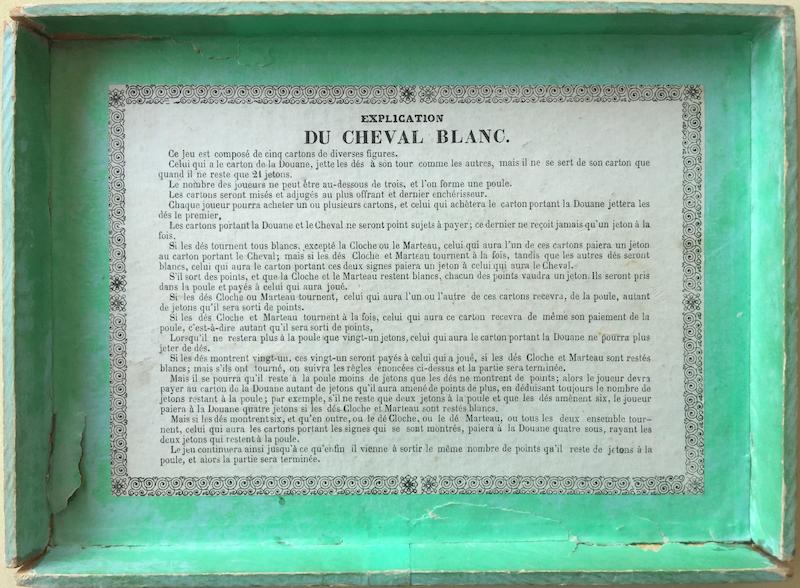 EXPLICATION
DU CHEVAL BLANC.
Ce jeu est composé de cinq cartons de diverses figures.
Celui qui a le carton de la Douane, jette les dés à son tour comme les autres, mais il ne se sert de son carton que
quand il ne reste que 21 jetons.
Le nombre des joueurs ne peut être au-dessous de trois, et l'on forme une poule.
Les cartons seront misés et adjugés au plus offrant et dernier enchérisseur.
Chaque joueur pourra acheter un ou plusieurs cartons, et celui qui achètera le carton portant la Douane jettera les
dés le premier,
Les cartons portant la Douane et le Cheval ne seront point sujets à payer; ce dernier ne reçoit jamais qu'un jeton à la
fois.
Si les dés tournent tous blancs, excepté la Cloche ou le Marteau, celui qui aura l'un de ces cartons paiera un jeton
au carton portant le Cheval; mais si les dés Cloche et Marteau tournent à la fois, tandis que les autres dés seront
blancs, celui qui aura le carton portant ces deux signes paiera un jeton à celui qui aura le Cheval.
S'il sort des points, et que la Cloche et le Marteau restent blancs, chacun des points vaudra un jeton. Ils seront pris
dans la poule et payés à celui qui aura joué.
Si les dés Cloche ou Marteau tournent, celui qui aura l'un ou l'autre de ces cartons recevra, de la poule, autant
de jetons qu'il sera sorti de points.
Si les dés Cloche et Marteau tournent à la fois, celui qui aura ce carton recevra de même son paiement de la
poule, c'est-à-dire autant qu'il sera sorti de points,
Lorsqu'il ne restera plus à la poule que vingt-un jetons, celui qui aura le carton portant la Douane ne pourra plus
jeter de dés.
Si les dés montrent vingt-un, ces vingt-un seront payés à celui qui a joué, si les dés Cloche et Marteau sont restés
blancs; mais s'ils ont tourné, on suivra les règles énoncées ci-dessus et la partie sera terminée.
Mais il se pourra qu'il reste à la poule moins de jetons que les dés ne montront de points; alors le joueur devra
payer au carton de la Douane autant de jetons qu'il aura amené de points de plus, en déduisant toujours le nombre de
jetons restant à la poule; par exemple, s'il ne reste que deux jetons à la poule et que les dés amènent six, le joueur
paiera à la Douane quatre jetons si les dés Cloche et Marteau sont restés blancs.
Mais si les dés montrent six, et qu'en outre, ou le dé Cloche, ou le dé Marteau, ou tous les deux ensemble tour-
nent, celui qui aura les cartons portant les signes qui se sont montrés, paiera à la Douane quatre sous, rayant les
deux jetons qui restent à la poule.
Le jeu continuera ainsi jusqu'à ce qu'enfin il vienne à sortir le même nombre de points qu'il reste de jetons à la
poule, et alors la partie sera terminée.